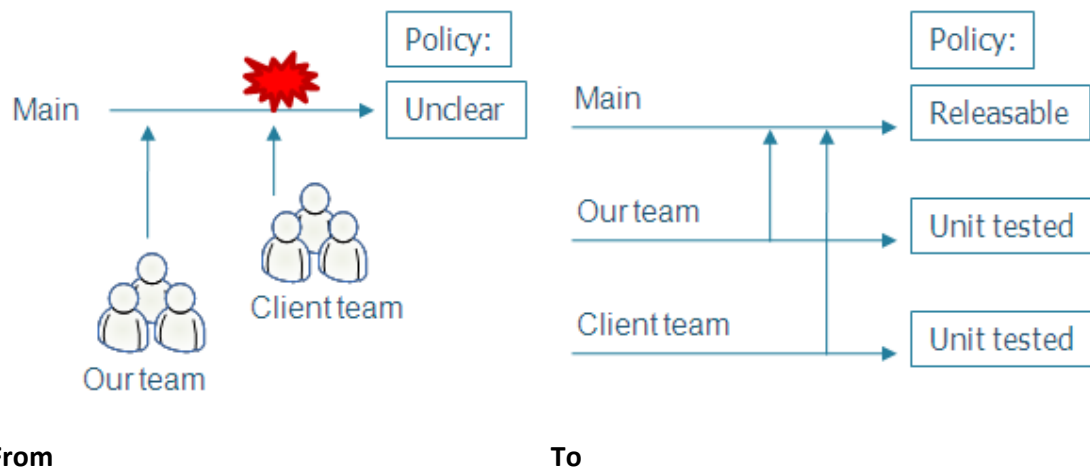 Policy:
Main
Unclear
Client team
Our team
Policy:
Main
Releasable
Our team
Unit tested
Client team
Unit tested
From
To